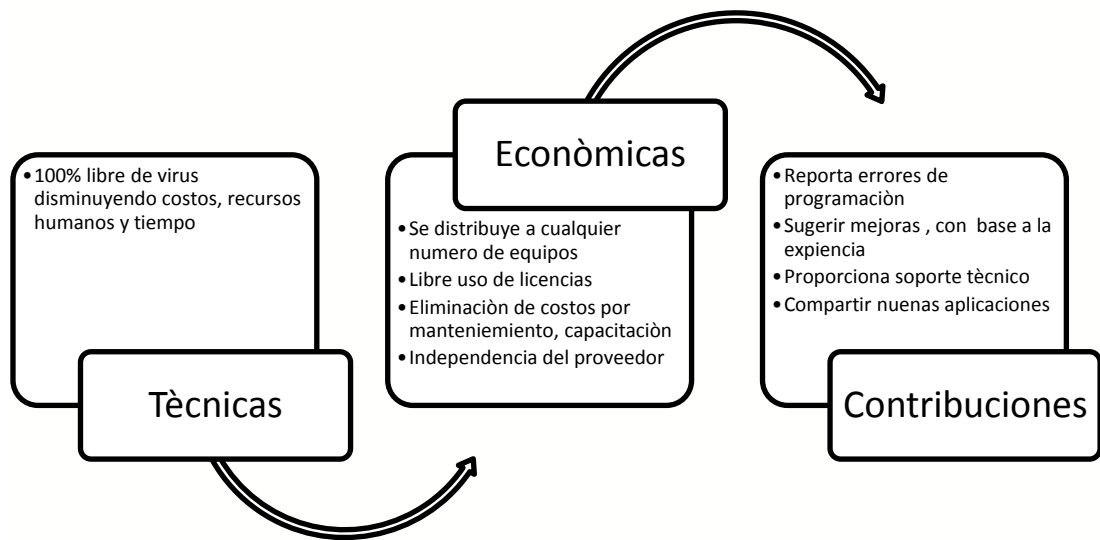 • 100% libre de virus
disminuyendo costos, recursos
humanos y tiempo
Tècnicas
Econòmicas
• Se distribuye a cualquier
numero de equipos
• Libre uso de licencias
• Eliminaciòn de costos por
manteniemiento, capacitaciòn
• Independencia del proveedor
• Reporta errores de
programaciòn
• Sugerir mejoras , con base a la
expiencia
• Proporciona soporte tècnico
• Compartir nuenas aplicaciones
Contribuciones